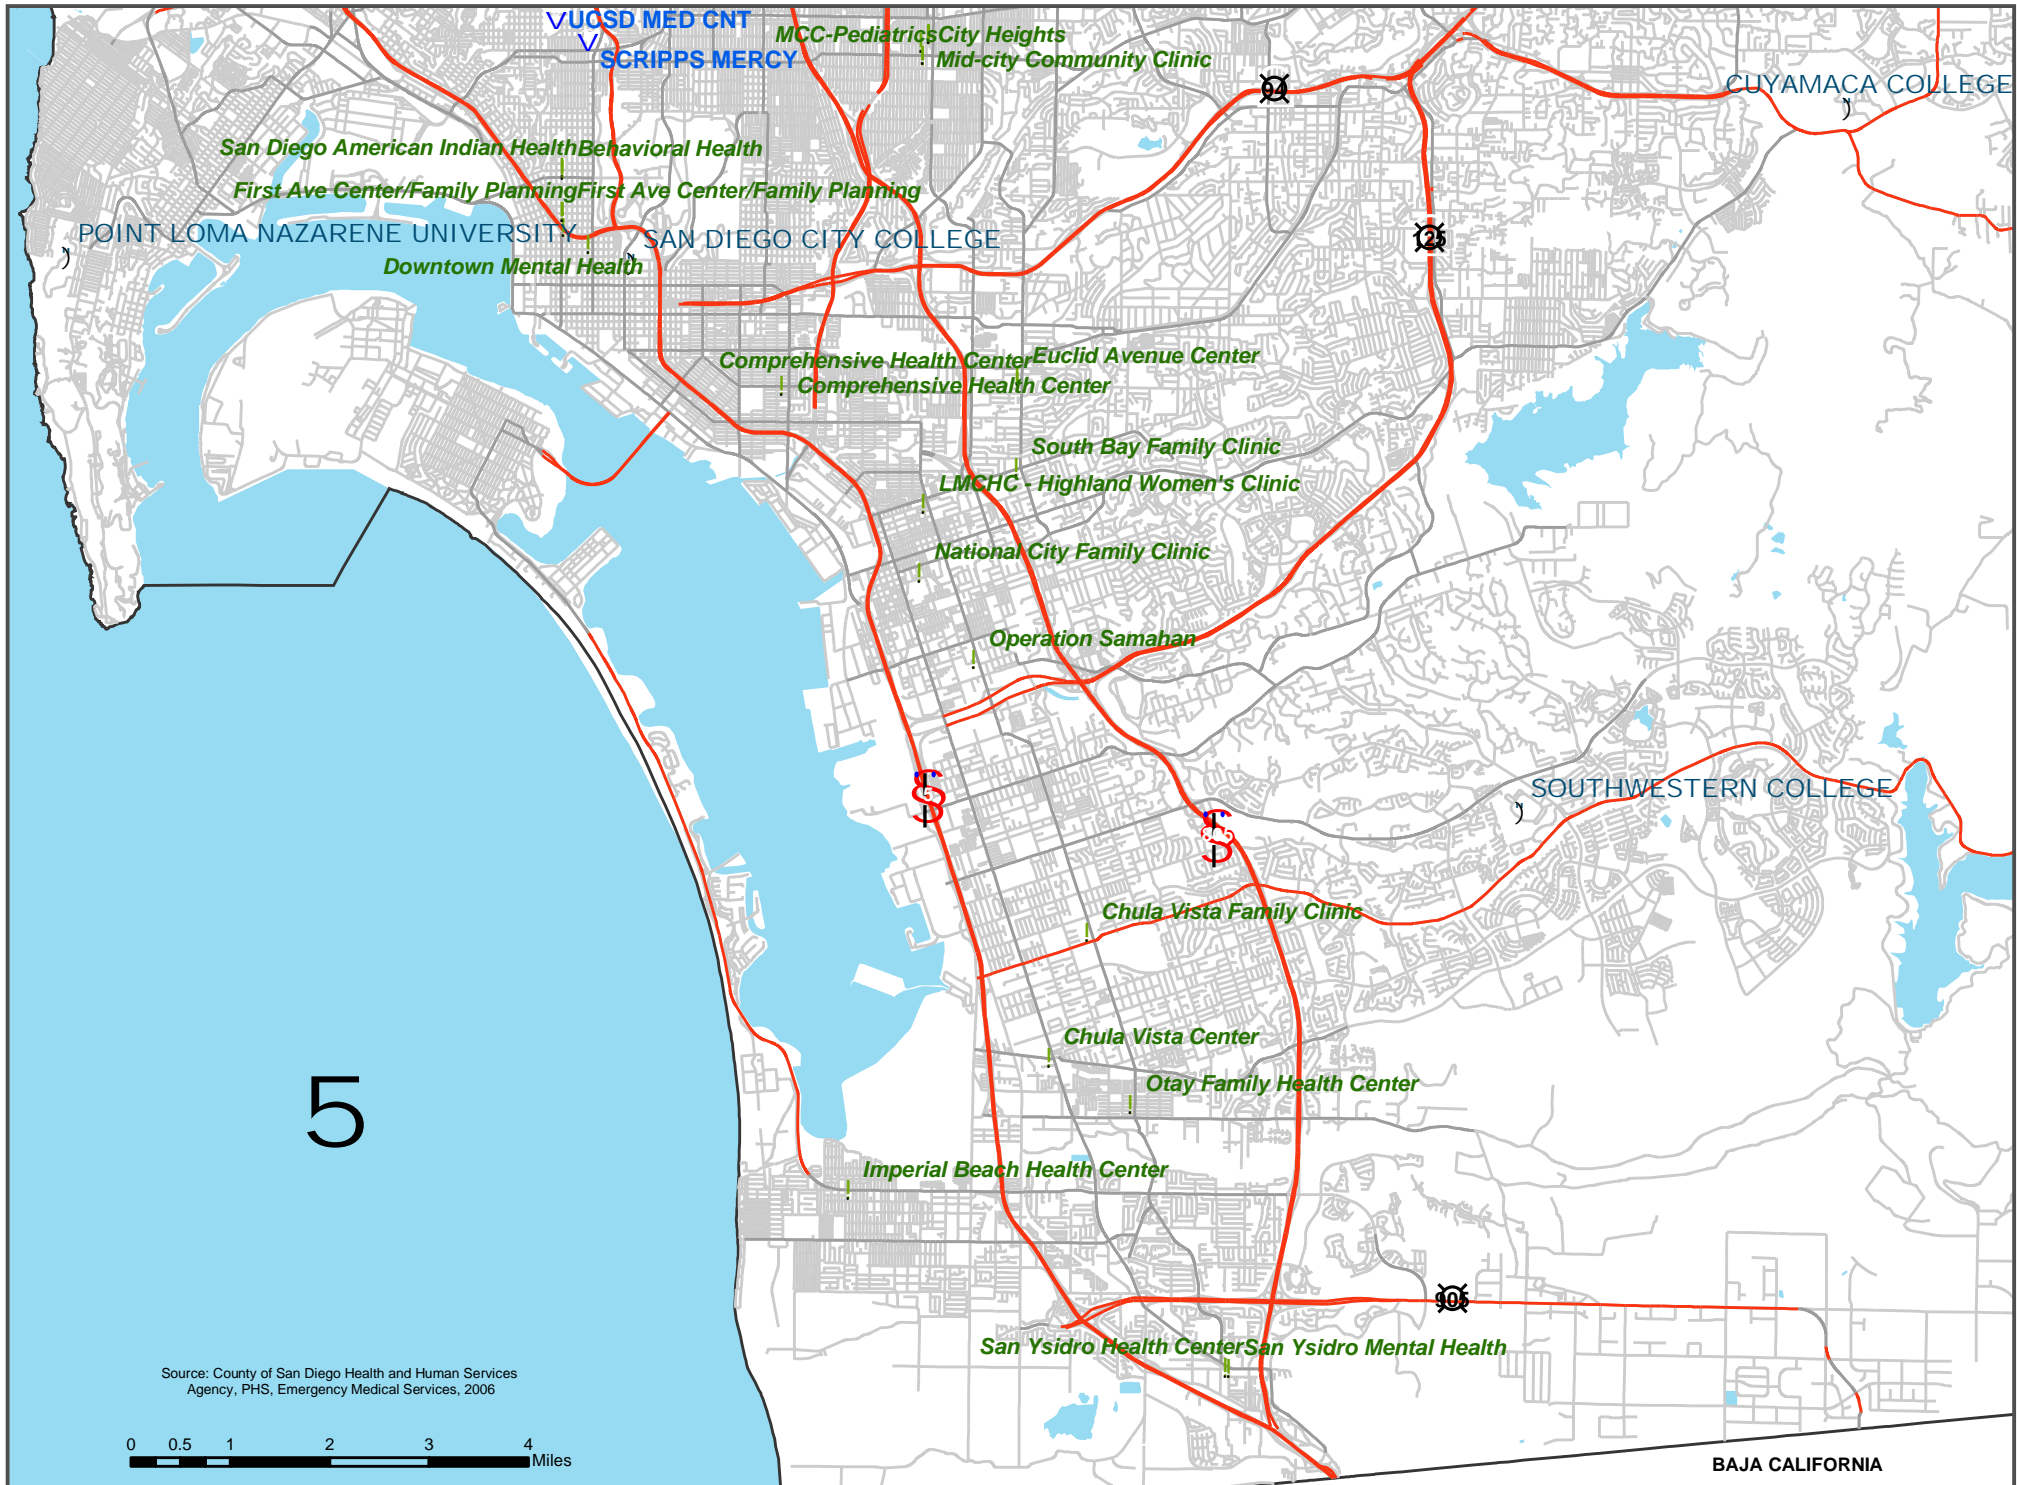 UCSD MED CNT
SCRIPPS MERCY
MCC-Pediatrics
City Heights
Mid-city Community Clinic
94
CUYAMACA COLLEGE
San Diego American Indian Health
Behavioral Health
First Ave Center/Family Planning
First Ave Center/Family Planning
POINT LOMA NAZARENE UNIVERSITY
SAN DIEGO CITY COLLEGE
125
Downtown Mental Health
Comprehensive Health Center
Euclid Avenue Center
Comprehensive Health Center
South Bay Family Clinic
LMCHC - Highland Women's Clinic
National City Family Clinic
Operation Samahan
5
SOUTHWESTERN COLLEGE
Chula Vista Family Clinic
Chula Vista Center
Otay Family Health Center
5
Imperial Beach Health Center
905
San Ysidro Health Center
San Ysidro Mental Health
Source: County of San Diego Health and Human Services
Agency, PHS, Emergency Medical Services, 2006
0 0.5 1 2 3 4
Miles
BAJA CALIFORNIA